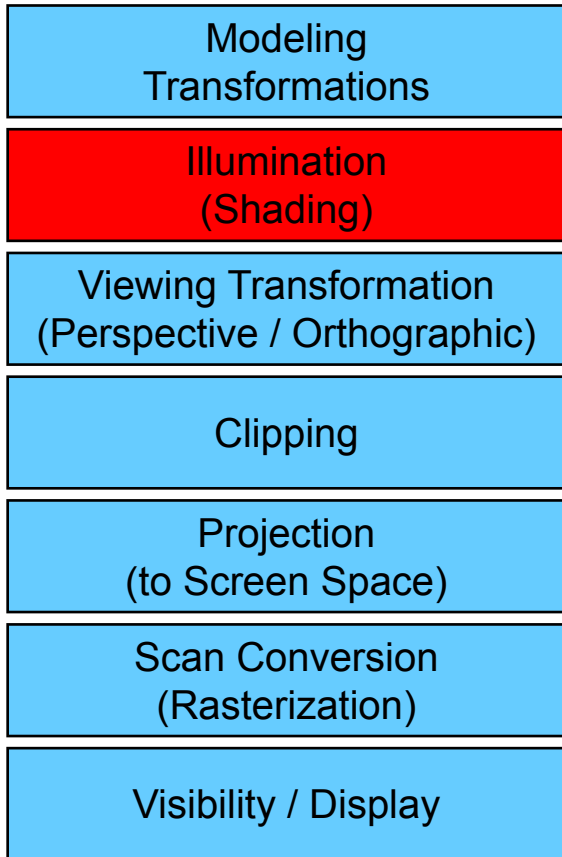 Modeling
Transformations
Illumination
(Shading)
Viewing Transformation
(Perspective / Orthographic)
Clipping
Projection
(to Screen Space)
Scan Conversion
(Rasterization)
Visibility / Display